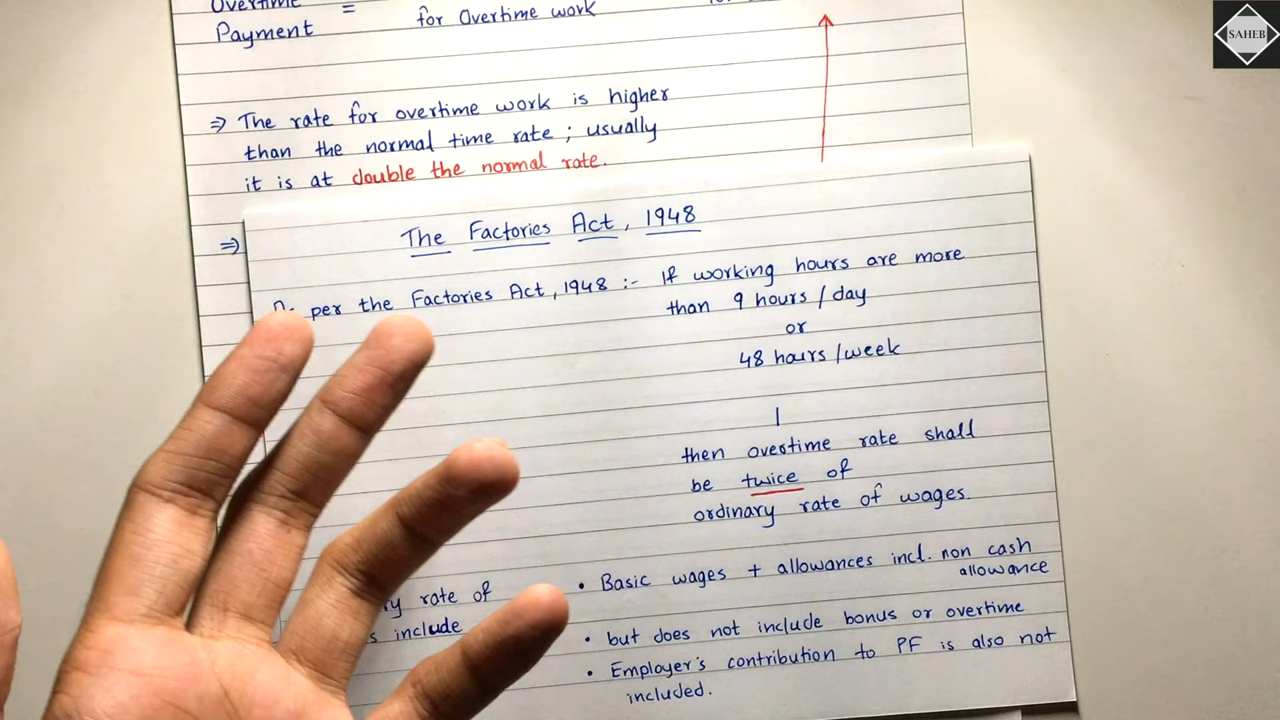 Payment =
for Overtime work
⇒ The rate for overtime work is higher
than the normal time rate ; usually
it is at double the normal rate.
⇒
The Factories Act, 1948
per the Factories Act, 1948 :- If working hours are more
than 9 hours / day
or
48 hours / week
then overtime rate shall
be twice of
ordinary rate of wages.
rate of
include
• Basic wages + allowances incl. non cash
allowance
• but does not include bonus or overtime
• Employer's contribution to PF is also not
included.
SAHEB